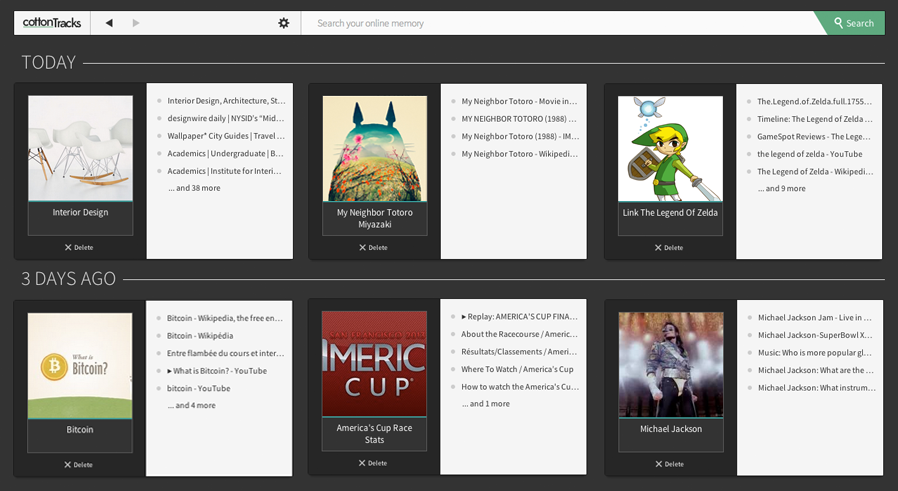 cottonTracks
Search your online memory
Search
TODAY
Interior Design, Architecture, St...
designwire daily | NYSID's "Mid...
Wallpaper* City Guides | Travel ...
Academics | Undergraduate | B...
Academics | Institute for Interi...
... and 38 more
Interior Design
Delete
My Neighbor Totoro - Movie in...
MY NEIGHBOR TOTORO (1988) ...
My Neighbor Totoro (1988) - IM...
My Neighbor Totoro - Wikipedi...
My Neighbor Totoro
Miyazaki
Delete
The.Legend.of.Zelda.full.1755...
Timeline: The Legend of Zelda ...
GameSpot Reviews - The Lege...
the legend of zelda - YouTube
The Legend of Zelda - Wikipedi...
... and 9 more
Link The Legend Of Zelda
Delete
3 DAYS AGO
Bitcoin - Wikipedia, the free en...
Bitcoin - Wikipédia
Entre flambée du cours et inter...
▸ What is Bitcoin? - YouTube
bitcoin - YouTube
... and 4 more
What is
Bitcoin?
Bitcoin
Delete
▸ Replay: AMERICA'S CUP FINA...
About the Racecourse / Americ...
Résultats/Classements / Ameri...
Where To Watch / America's Cup
How to watch the America's Cu...
... and 1 more
SAN FRANCISCO 201
MERIC
CUP
America's Cup Race
Stats
Delete
Michael Jackson Jam - Live in ...
Michael Jackson-SuperBowl X...
Music: Who is more popular gl...
Michael Jackson: What are the ...
Michael Jackson: What instrum...
Michael Jackson
Delete